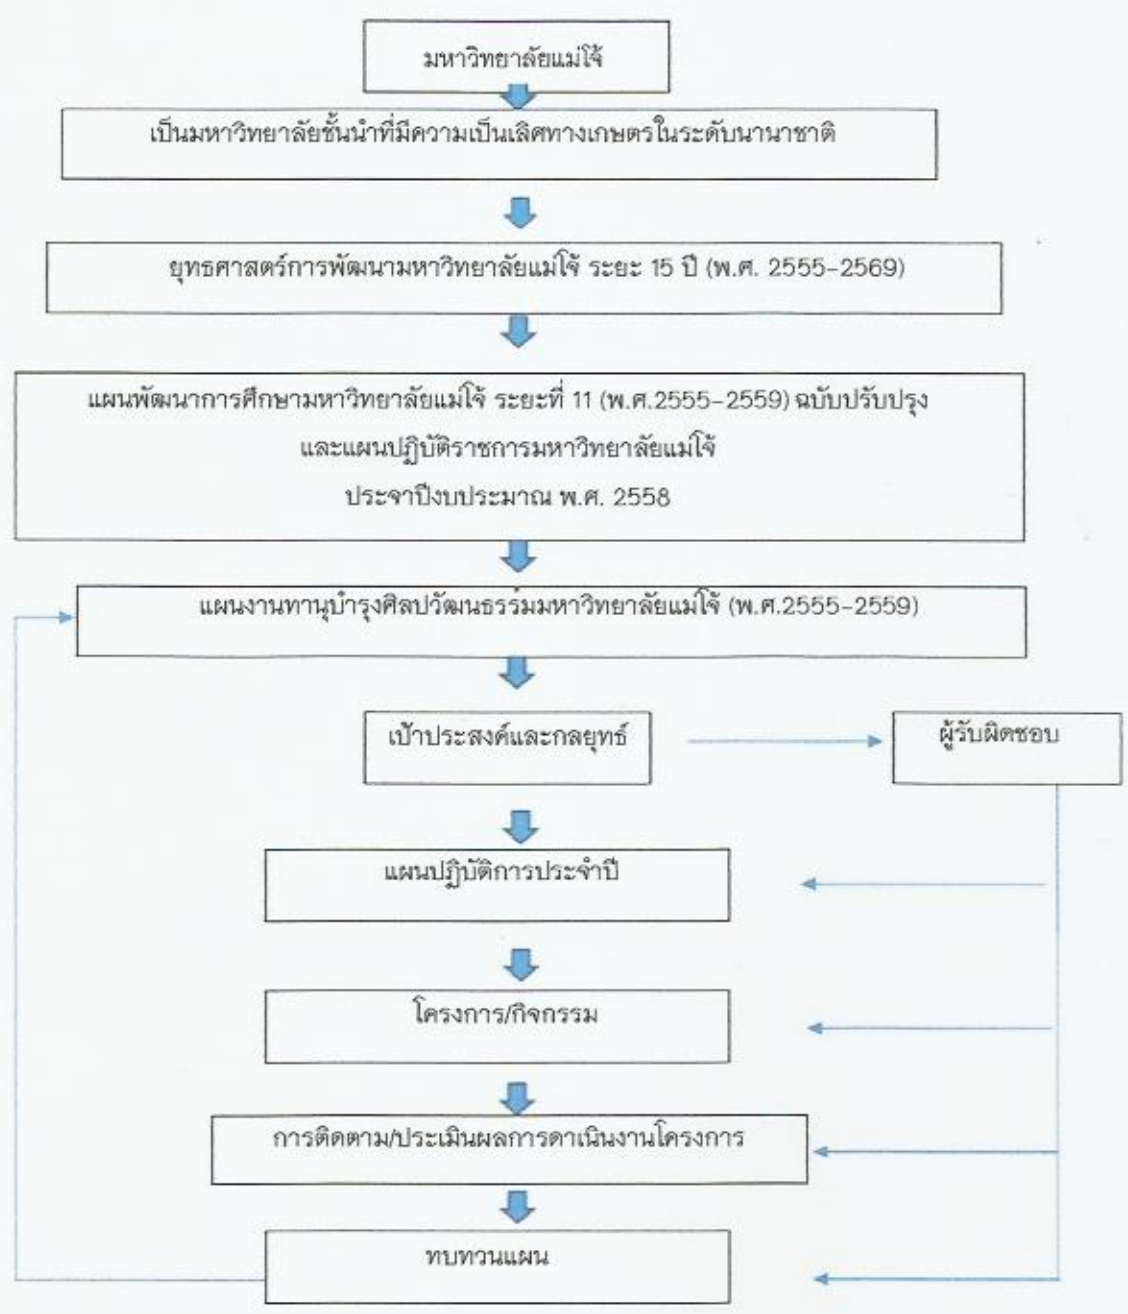 มหาวิทยาลัยแม่โจ้
เป็นมหาวิทยาลัยชั้นนำที่มีความเป็นเลิศทางเกษตรในระดับนานาชาติ
ยุทธศาสตร์การพัฒนามหาวิทยาลัยแม่โจ้ ระยะ 15 ปี (พ.ศ. 2555-2569)
แผนพัฒนาการศึกษามหาวิทยาลัยแม่โจ้ ระยะที่ 11 (พ.ศ.2555-2559) ฉบับปรับปรุง
และแผนปฏิบัติราชการมหาวิทยาลัยแม่โจ้
ประจาปีงบประมาณ พ.ศ. 2558
แผนงานทานุบำรุงศิลปวัฒนธรรมมหาวิทยาลัยแม่โจ้ (พ.ศ.2555-2559)
เป้าประสงค์และกลยุทธ์
ผู้รับผิดชอบ
แผนปฏิบัติการประจำปี
โครงการ/กิจกรรม
การติดตาม/ประเมินผลการดาเนินงานโครงการ
ทบทวนแผน